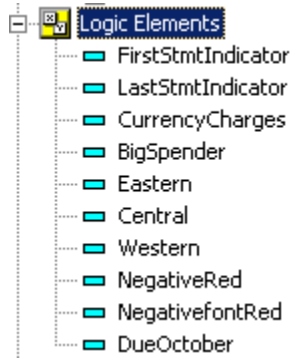 Logic Elements
FirstStmtIndicator
LastStmtIndicator
CurrencyCharges
BigSpender
Eastern
Central
Western
NegativeRed
NegativefontRed
DueOctober